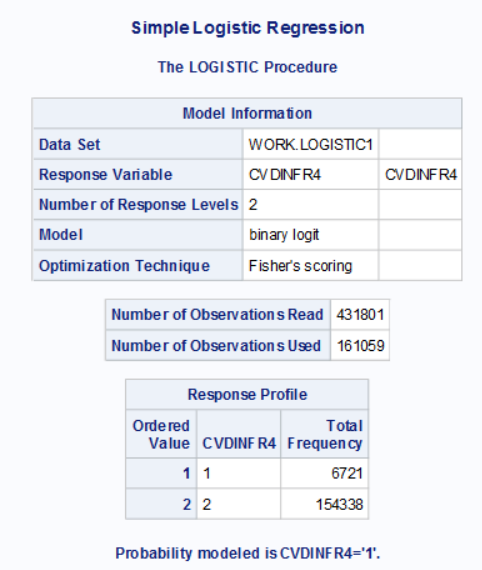 Simple Logistic Regression
The LOGISTIC Procedure
Model Information
Data Set WORK.LOGISTIC1
Response Variable CVDINFR4 CVDINFR4
Number of Response Levels 2
Model binary logit
Optimization Technique Fisher's scoring
Number of Observations Read 431801
Number of Observations Used 161059
Response Profile
Ordered Total
Value CVDINFR4 Frequency
1 1 6721
2 2 154338
Probability modeled is CVDINFR4='1'.